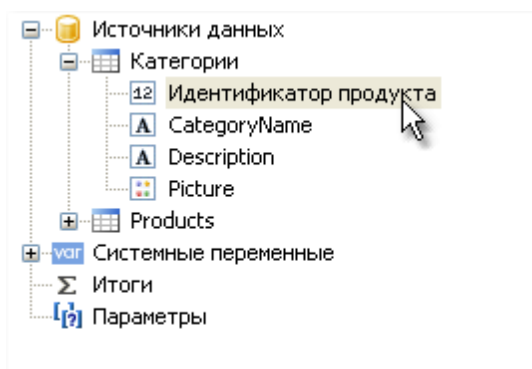 Источники данных
Категории
12 Идентификатор продукта
A CategoryName
A Description
Picture
Products
var Системные переменные
Σ Итоги
[?] Параметры